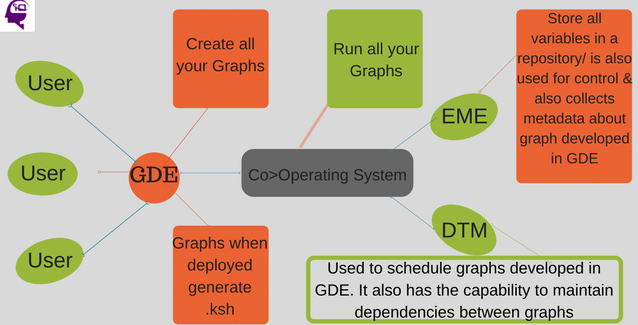 Create all
your Graphs
Run all your
Graphs
Store all
variables in a
repository/ is also
used for control &
also collects
metadata about
graph developed
in GDE
User
User
User
GDE
Co>Operating System
EME
DTM
Graphs when
deployed
generate
.ksh
Used to schedule graphs developed in
GDE. It also has the capability to maintain
dependencies between graphs